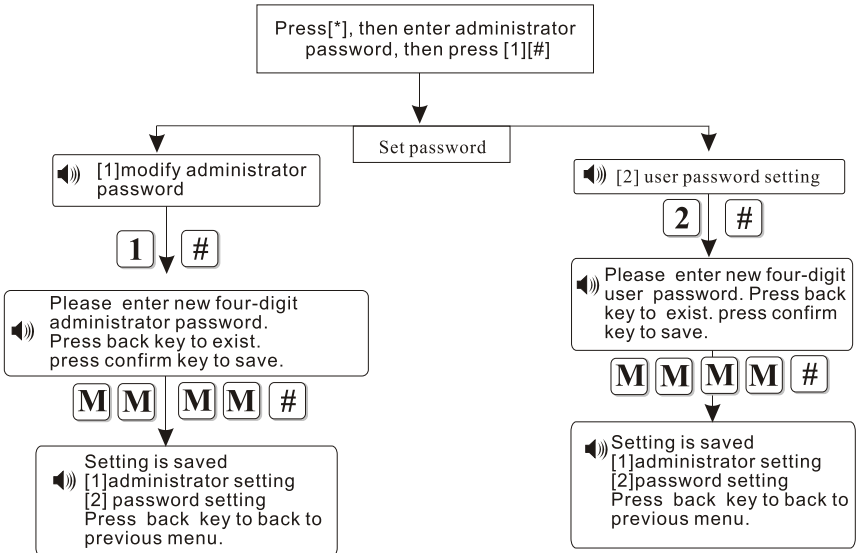 Press[*], then enter administrator
password, then press [1][#]
Set password
[1]modify administrator
password
1 #
Please enter new four-digit
administrator password.
Press back key to exist.
press confirm key to save.
M M M M #
Setting is saved
[1]administrator setting
[2] password setting
Press back key to back to
previous menu.
[2] user password setting
2 #
Please enter new four-digit
user password. Press back
key to exist. press confirm
key to save.
M M M M #
Setting is saved
[1]administrator setting
[2]password setting
Press back key to back to
previous menu.